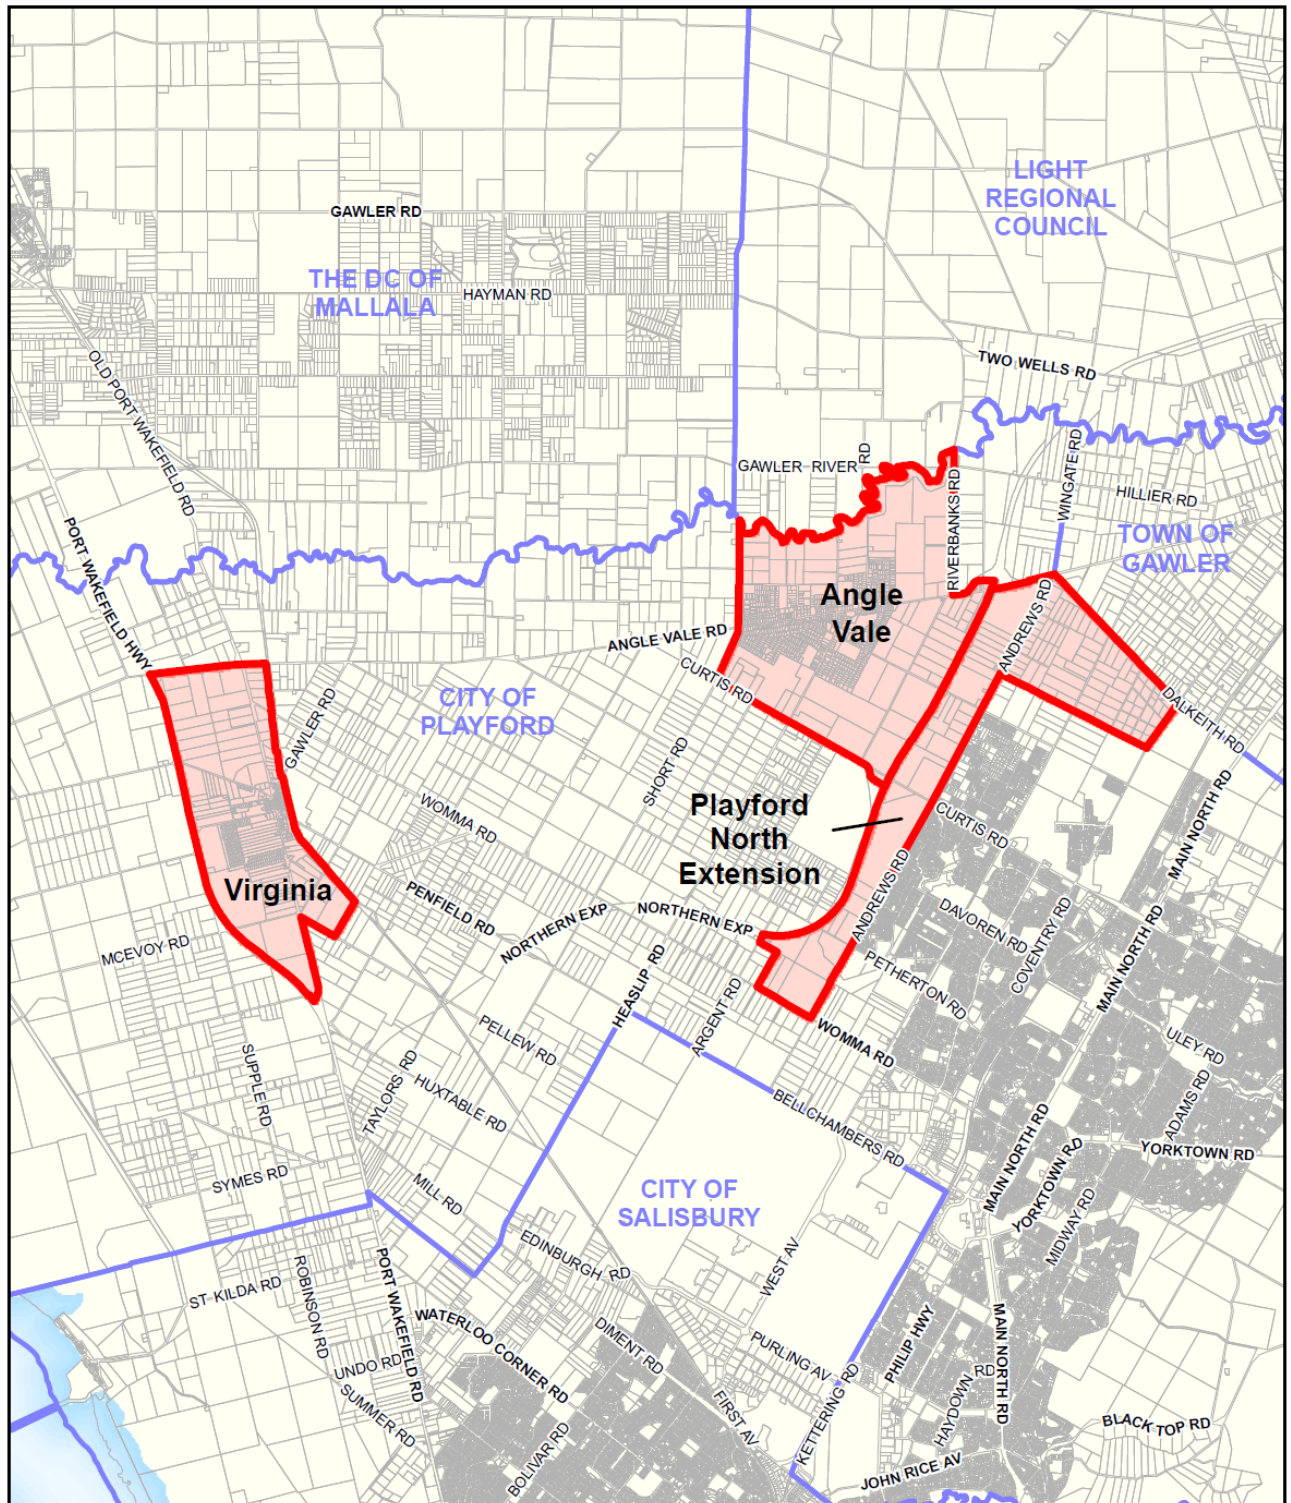 LIGHT
REGIONAL
COUNCIL
GAWLER RD
THE DC OF
MALLALA
HAYMAN RD
TWO WELLS RD
OLD PORT WAKEFIELD RD
GAWLER RIVER RD
WINGATE RD
HILLIER RD
RIVERBANKS RD
PORT WAKEFIELD HWY
TOWN OF
GAWLER
Angle
Vale
ANDREWS RD
ANGLE VALE RD
CURTIS RD
CITY OF
PLAYFORD
GAWLER RD
DALKEITH RD
SHORT RD
WOMMA RD
Playford
North
Extension
CURTIS RD
MAIN NORTH RD
Virginia
PENFIELD RD
NORTHERN EXP
NORTHERN EXP
ANDREWS RD
DAVOREN RD
COVENTRY RD
MAIN NORTH RD
MCEVOY RD
HEASLIP RD
PETHERTON RD
ARGENT RD
WOMMA RD
PELLEW RD
ULEY RD
SUPPLE RD
TAYLORS RD
HUXTABLE RD
BELLCHAMBERS RD
ADAMS RD
MAIN NORTH RD
YORKTOWN RD
YORKTOWN RD
SYMES RD
MILL RD
CITY OF
SALISBURY
MIDWAY RD
EDINBURGH RD
WEST AV
ST KILDA RD
ROBINSON RD
PORT WAKEFIELD RD
WATERLOO CORNER RD
DIMENT RD
PURLING AV
PHILIP HWY
MAIN NORTH RD
UNDO RD
SUMMER RD
FIRST AV
KETTERING RD
HAYDOWN RD
BLACK TOP RD
BOLIVAR RD
JOHN RICE AV